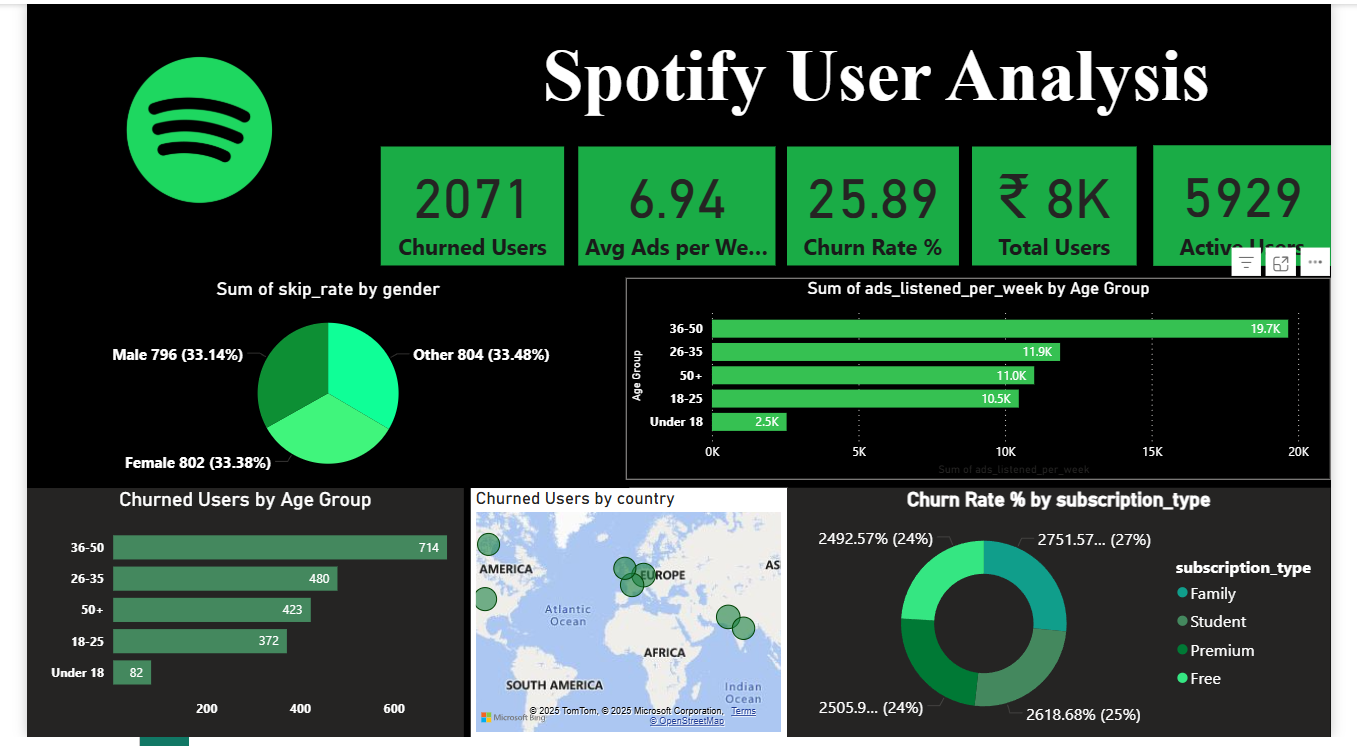 Spotify User Analysis
2071
Churned Users
6.94
Avg Ads per We...
25.89
Churn Rate %
₹ 8K
Total Users
5929
Active Users
Sum of skip_rate by gender
Male 796 (33.14%)
Other 804 (33.48%)
Female 802 (33.38%)
Sum of ads_listened_per_week by Age Group
Age Group
36-50
19.7K
26-35
11.9K
50+
11.0K
18-25
10.5K
Under 18
2.5K
0K
5K
10K
15K
20K
Sum of ads_listened_per_week
Churned Users by Age Group
36-50
714
26-35
480
50+
423
18-25
372
Under 18
82
200
400
600
Churned Users by country
AMERICA
EUROPE
AS
Atlantic
Ocean
AFRICA
SOUTH AMERICA
Indian
Ocean
Microsoft Bing
© 2025 TomTom, © 2025 Microsoft Corporation, Terms
© OpenStreetMap
Churn Rate % by subscription_type
2492.57% (24%)
2751.57... (27%)
2505.9... (24%)
2618.68% (25%)
subscription_type
Family
Student
Premium
Free